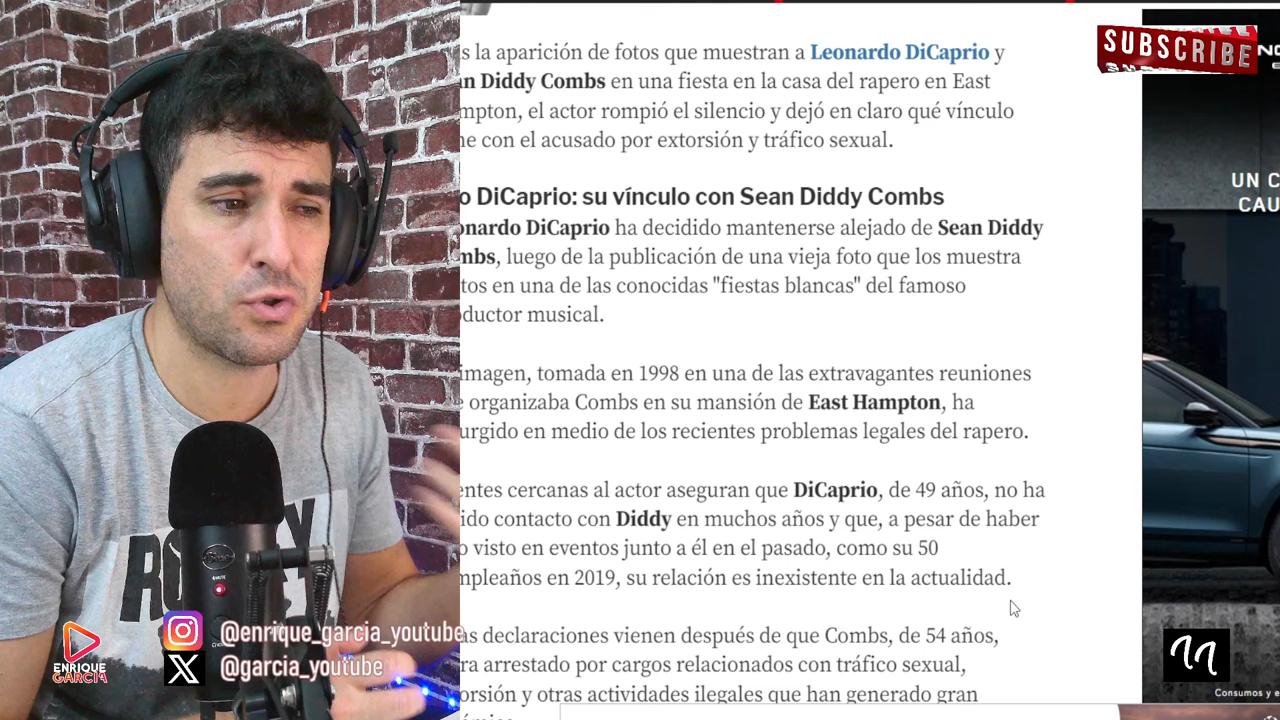 s la aparición de fotos que muestran a Leonardo DiCaprio y
n Diddy Combs en una fiesta en la casa del rapero en East
mpton, el actor rompió el silencio y dejó en claro qué vínculo
ne con el acusado por extorsión y tráfico sexual.
o DiCaprio: su vínculo con Sean Diddy Combs
onardo DiCaprio ha decidido mantenerse alejado de Sean Diddy
mbs, luego de la publicación de una vieja foto que los muestra
tos en una de las conocidas "fiestas blancas" del famoso
ductor musical.
imagen, tomada en 1998 en una de las extravagantes reuniones
e organizaba Combs en su mansión de East Hampton, ha
urgido en medio de los recientes problemas legales del rapero.
entes cercanas al actor aseguran que DiCaprio, de 49 años, no ha
ido contacto con Diddy en muchos años y que, a pesar de haber
o visto en eventos junto a él en el pasado, como su 50
mpleaños en 2019, su relación es inexistente en la actualidad.
as declaraciones vienen después de que Combs, de 54 años,
ra arrestado por cargos relacionados con tráfico sexual,
orsión y otras actividades ilegales que han generado gran
SUBSCRIBE
UN C
CAU
Consumos y e
@enrique_garcia_youtube
@garcia_youtube
ENRIQUE
GARCIA